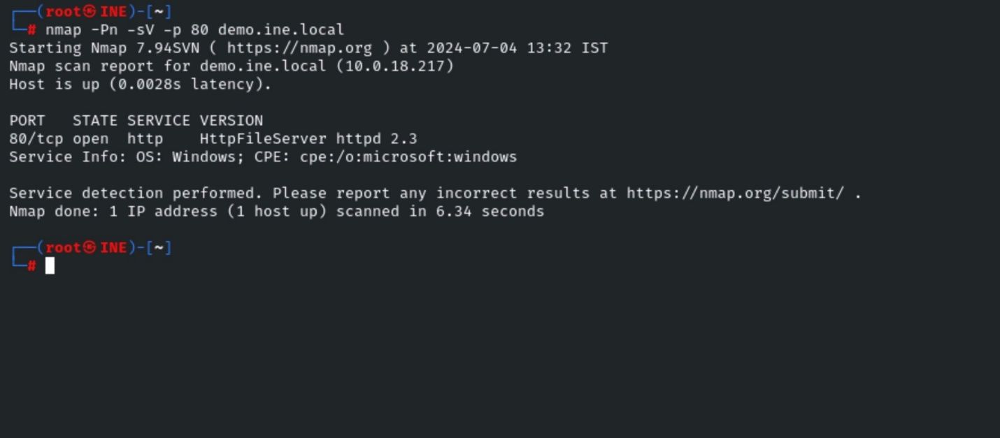 ┌──(root㉿INE)-[~]
└─# nmap -Pn -sV -p 80 demo.ine.local
Starting Nmap 7.94SVN ( https://nmap.org ) at 2024-07-04 13:32 IST
Nmap scan report for demo.ine.local (10.0.18.217)
Host is up (0.0028s latency).

PORT   STATE SERVICE VERSION
80/tcp open  http    HttpFileServer httpd 2.3
Service Info: OS: Windows; CPE: cpe:/o:microsoft:windows

Service detection performed. Please report any incorrect results at https://nmap.org/submit/ .
Nmap done: 1 IP address (1 host up) scanned in 6.34 seconds

┌──(root㉿INE)-[~]
└─#